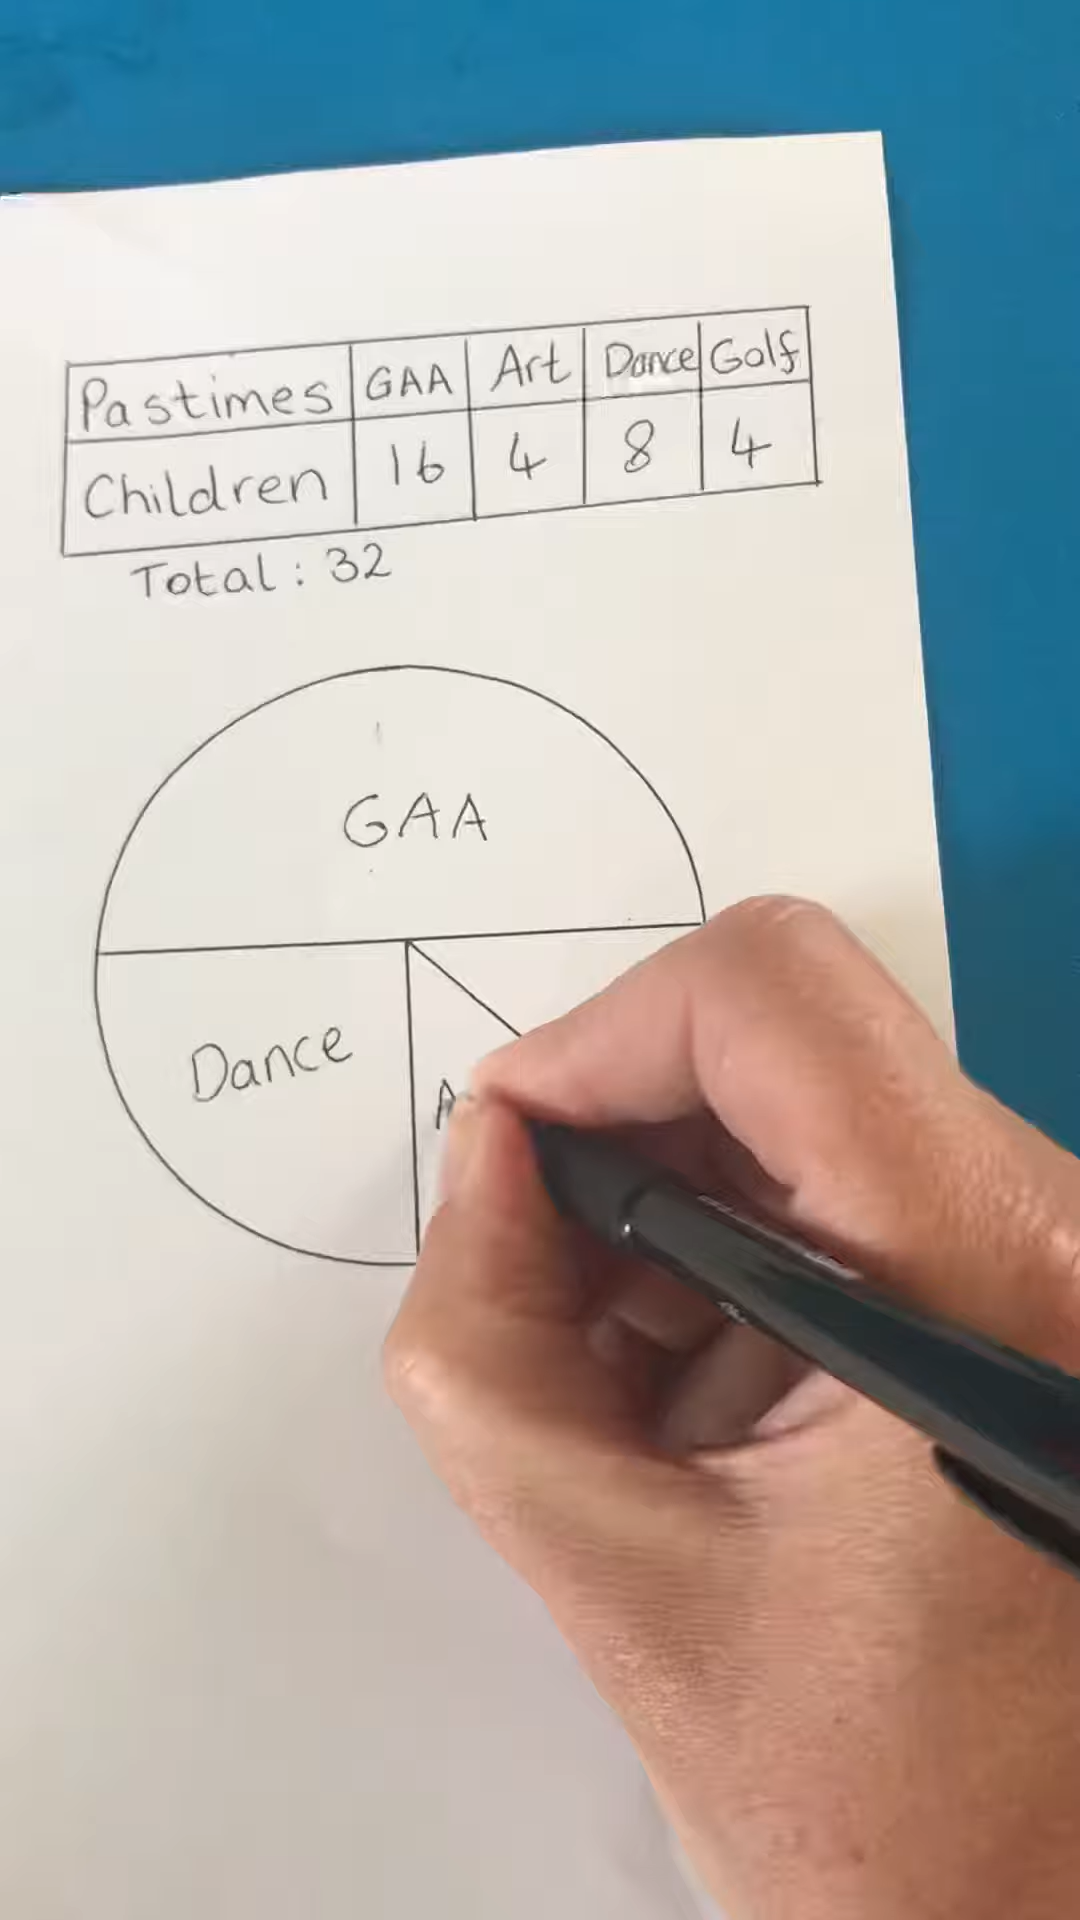 Pastimes GAA Art Dance Golf
Children 16 4 8 4
Total: 32
GAA
Dance
A